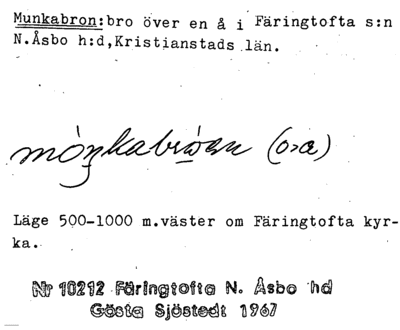 Munkabron:bro över en å i Färingtofta s:n
N.Åsbo h:d,Kristianstads län.
Läge 500-1000 m.väster om Färingtofta kyr-
ka.
Nr 10212 Färingtofta N. Åsbo hd
Gösta Sjöstedt 1967